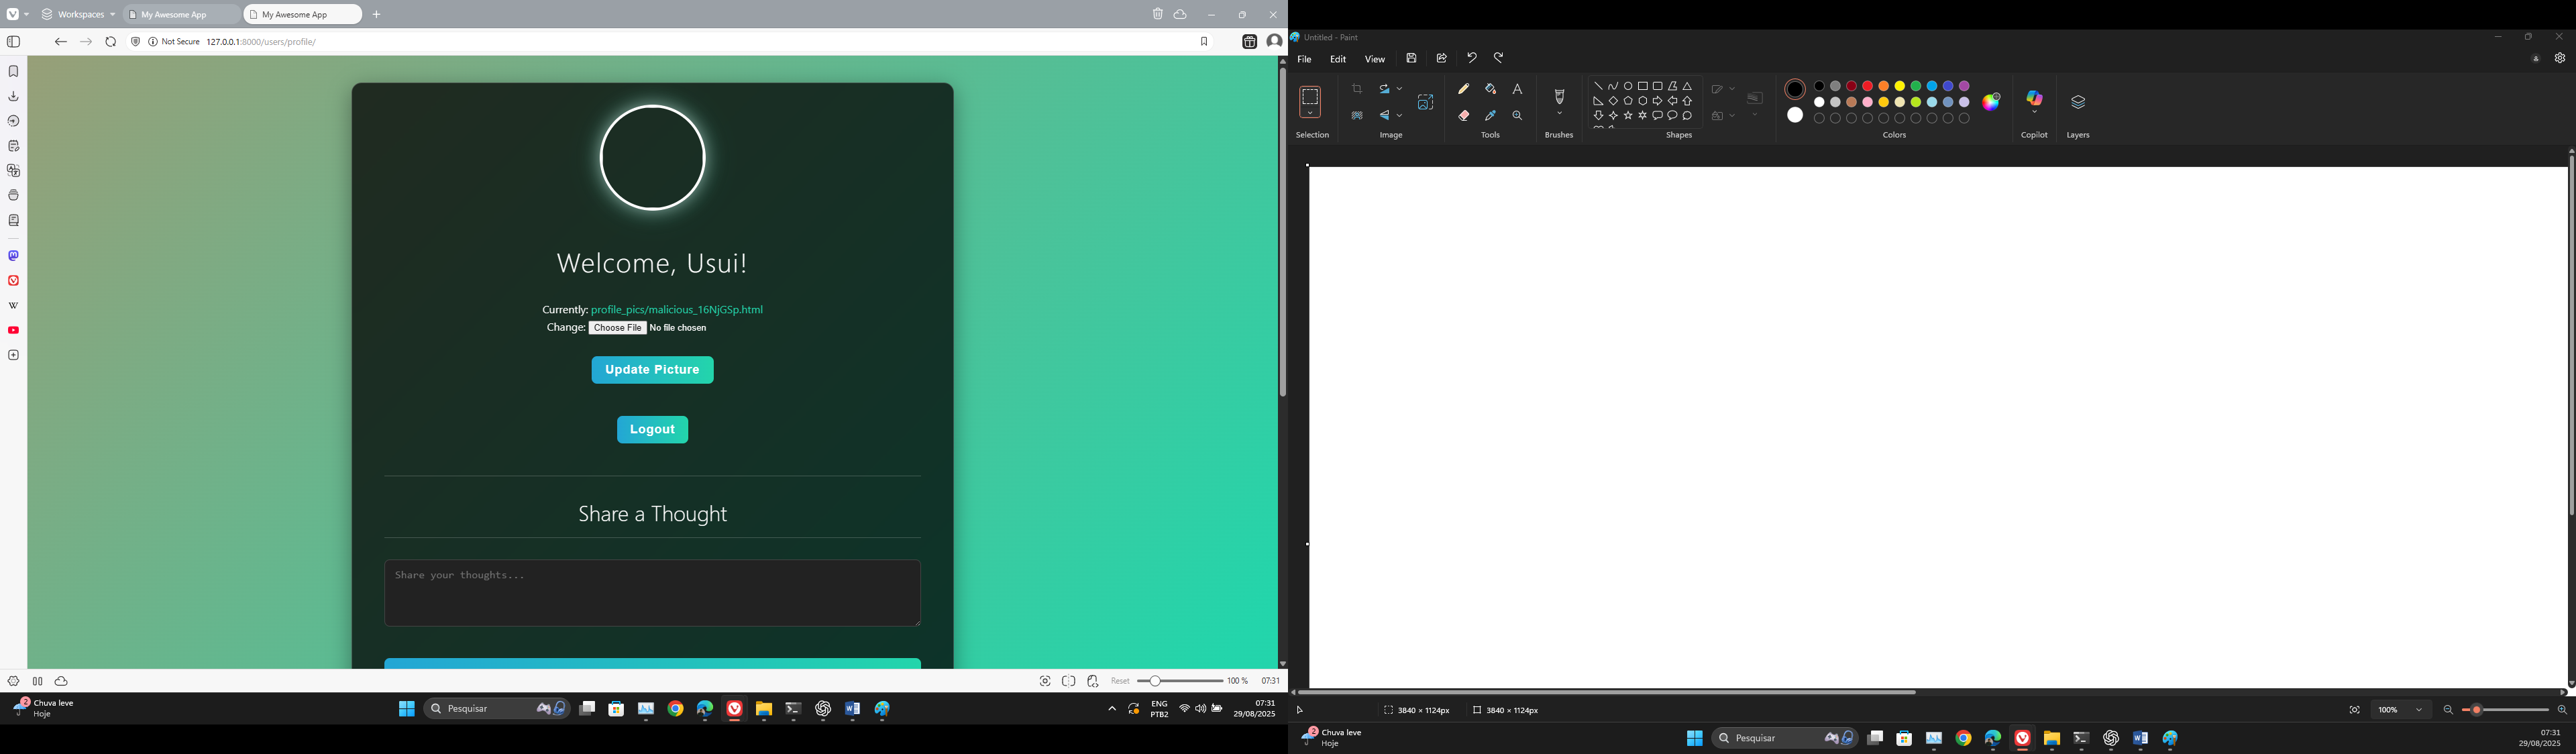 Workspaces
My Awesome App
My Awesome App
Not Secure
127.0.0.1:8000/users/profile/
Welcome, Usui!
Currently: profile_pics/malicious_16NjGSp.html
Change: Choose File No file chosen
Update Picture
Logout
Share a Thought
Share your thoughts...
Reset
100 %
07:31
2
Chuva leve
Hoje
Pesquisar
ENG
PTB2
07:31
29/08/2025
Untitled - Paint
File
Edit
View
Selection
Image
Tools
Brushes
Shapes
Colors
Copilot
Layers
3840 × 1124px
3840 × 1124px
100%
2
Chuva leve
Hoje
Pesquisar
07:31
29/08/2025